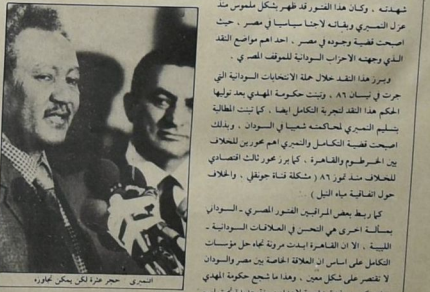 شهدته ، وكان هذا الفتور قد ظهر بشكل ملموس منذ
عزل النميري وبقائه لاجئا سياسيا في مصر ، حيث
اصبحت قضية وجوده في مصر ، احد اهم مواضع النقد
الذي وجهته الاحزاب السودانية للموقف المصري .
وبرز هذا النقد خلال حملة الانتخابات السودانية التي
جرت في نيسان ٨٦ ، وتبنت حكومة المهدي بعد توليها
الحكم هذا النقد لتجربة التكامل ايضا ، كما تبنت المطالبة
بتسليم النميري لمحاكمته شعبيا في السودان ، وبذلك
اصبحت قضية التكامل والنميري اهم محورين للخلاف
بين الخرطوم والقاهرة ، كما برز محور ثالث اقتصادي
للخلاف منذ تموز ٨٦ ( مشكلة قناة جونقلي ، والخلاف
حول اتفاقية مياه النيل )
كما ربط بعض المراقبين الفتور المصري - السوداني
بمسألة اخرى هي التحسن في العلاقات السودانية -
الليبية ، الا ان القاهرة ابدت مرونة تجاه حل مؤسسات
التكامل على اساس ان العلاقة الخاصة بين مصر والسودان
لا تقتصر على شكل معين . وهذا ما شجع حكومة المهدي
النميري حجر عثرة لكن يمكن تجاوزه